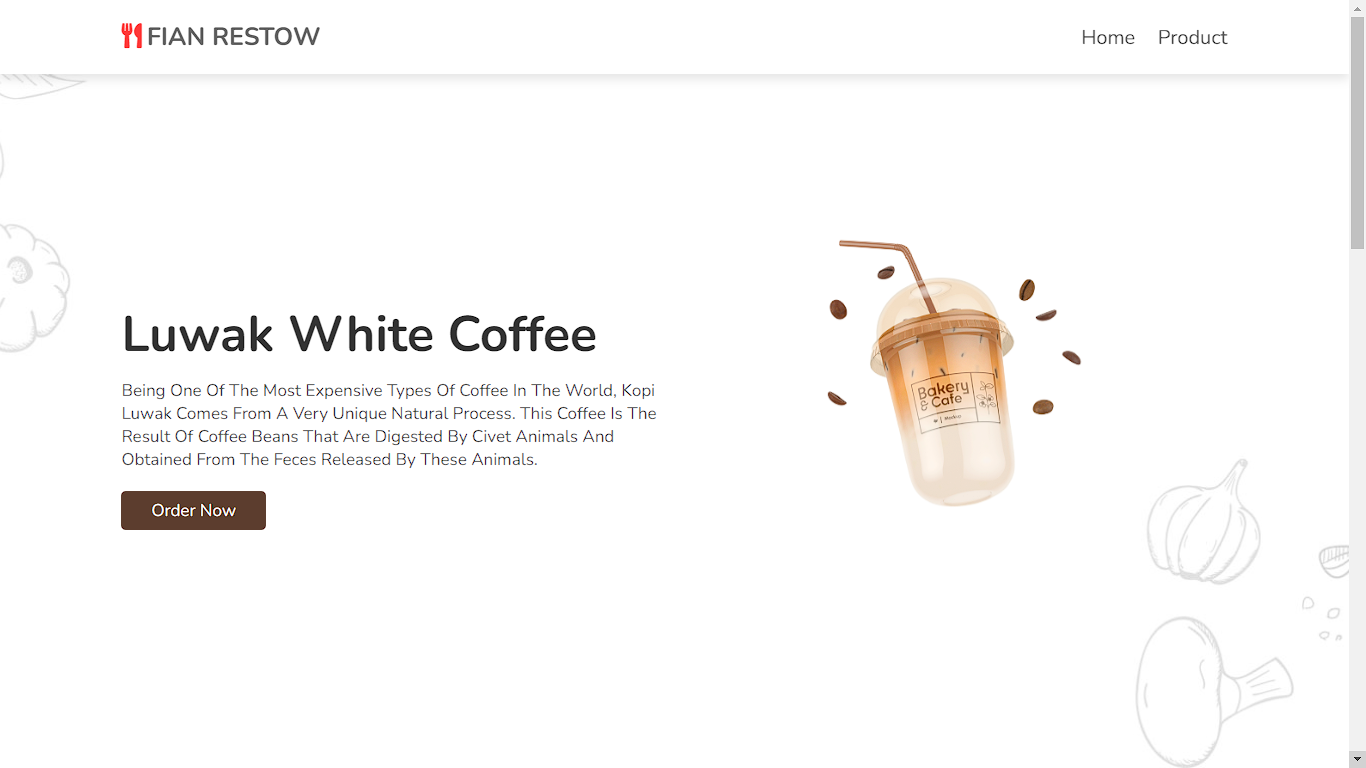 FIAN RESTOW
Home
Product
Luwak White Coffee
Being One Of The Most Expensive Types Of Coffee In The World, Kopi
Luwak Comes From A Very Unique Natural Process. This Coffee Is The
Result Of Coffee Beans That Are Digested By Civet Animals And
Obtained From The Feces Released By These Animals.
Order Now
Bakery
& Cafe